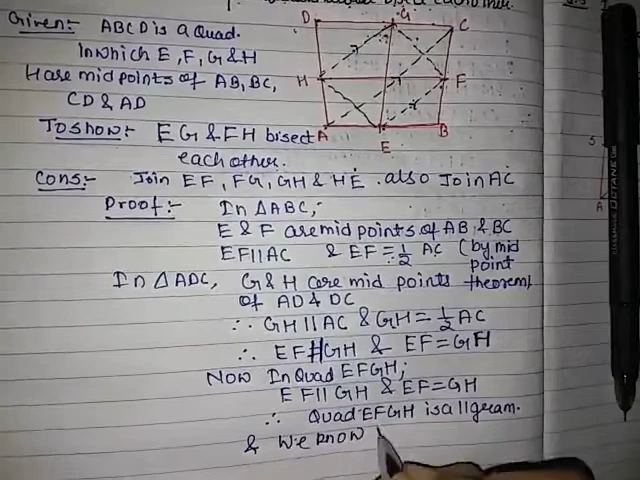 Given:- ABCD is a Quad.
In which E, F, G & H
H are mid points of AB, BC,
CD & AD
To show:- EG & FH bisect
each other.
Cons:- Join EF, FG, GH & HE. also Join AC
Proof:- In △ABC,-
E & F are mid points of AB & BC
EF||AC & EF = 1/2 AC (by mid
point
theorem)
In △ADC, G & H are mid points
of AD & DC
∴ GH||AC & GH = 1/2 AC
∴ EF||GH & EF = GH
Now In Quad EFGH;
EF||GH & EF=GH
∴ Quad EFGH is a ||gram.
& We know
D G C
H F
A E B
S
A